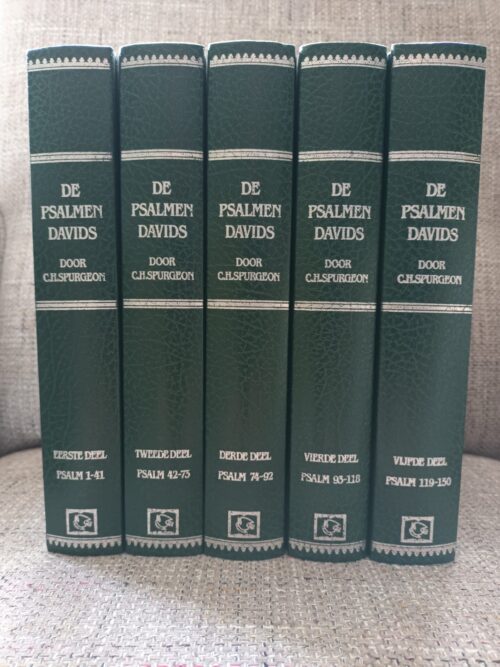 DE
PSALMEN
DAVIDS
DOOR
C.H.SPURGEON
EERSTE DEEL
PSALM 1-41
DE
PSALMEN
DAVIDS
DOOR
C.H.SPURGEON
TWEEDE DEEL
PSALM 42-73
DE
PSALMEN
DAVIDS
DOOR
C.H.SPURGEON
DERDE DEEL
PSALM 74-92
DE
PSALMEN
DAVIDS
DOOR
C.H.SPURGEON
VIERDE DEEL
PSALM 93-118
DE
PSALMEN
DAVIDS
DOOR
C.H.SPURGEON
VIJFDE DEEL
PSALM 119-150